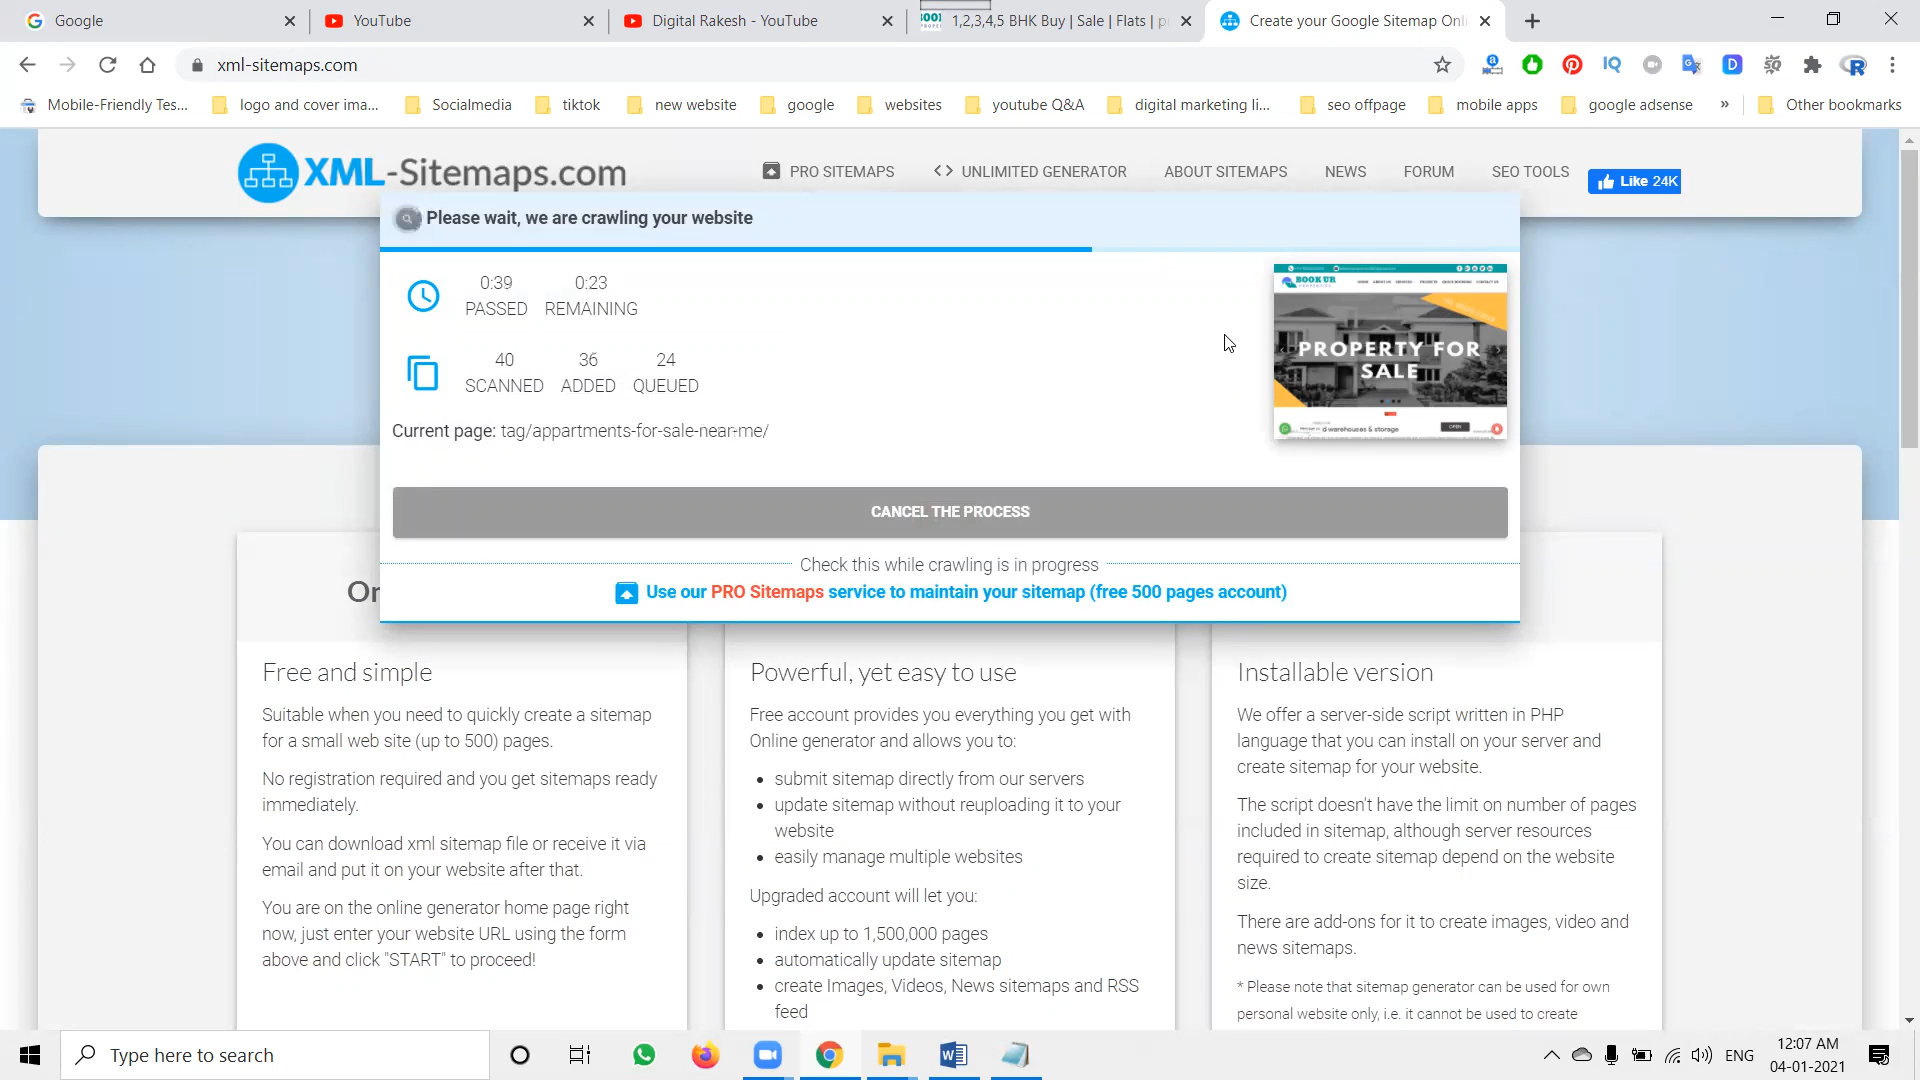 Google
YouTube
Digital Rakesh - YouTube
1,2,3,4,5 BHK Buy | Sale | Flats | p
Create your Google Sitemap Onli
xml-sitemaps.com
Mobile-Friendly Tes...
logo and cover ima...
Socialmedia
tiktok
new website
google
websites
youtube Q&A
digital marketing li...
seo offpage
mobile apps
google adsense
»
Other bookmarks
XML-Sitemaps.com
PRO SITEMAPS
UNLIMITED GENERATOR
ABOUT SITEMAPS
NEWS
FORUM
SEO TOOLS
Like 24K
Please wait, we are crawling your website
0:39 0:23
PASSED REMAINING
40 36 24
SCANNED ADDED QUEUED
Current page: tag/appartments-for-sale-near-me/
BOOK UR
PROPERTY FOR
SALE
CANCEL THE PROCESS
Check this while crawling is in progress
Use our PRO Sitemaps service to maintain your sitemap (free 500 pages account)
Or
Free and simple
Suitable when you need to quickly create a sitemap
for a small web site (up to 500) pages.
No registration required and you get sitemaps ready
immediately.
You can download xml sitemap file or receive it via
email and put it on your website after that.
You are on the online generator home page right
now, just enter your website URL using the form
above and click "START" to proceed!
Powerful, yet easy to use
Free account provides you everything you get with
Online generator and allows you to:
• submit sitemap directly from our servers
• update sitemap without reuploading it to your
website
• easily manage multiple websites
Upgraded account will let you:
• index up to 1,500,000 pages
• automatically update sitemap
• create Images, Videos, News sitemaps and RSS
feed
Installable version
We offer a server-side script written in PHP
language that you can install on your server and
create sitemap for your website.
The script doesn't have the limit on number of pages
included in sitemap, although server resources
required to create sitemap depend on the website
size.
There are add-ons for it to create images, video and
news sitemaps.
* Please note that sitemap generator can be used for own
personal website only, i.e. it cannot be used to create
Type here to search
ENG
12:07 AM
04-01-2021